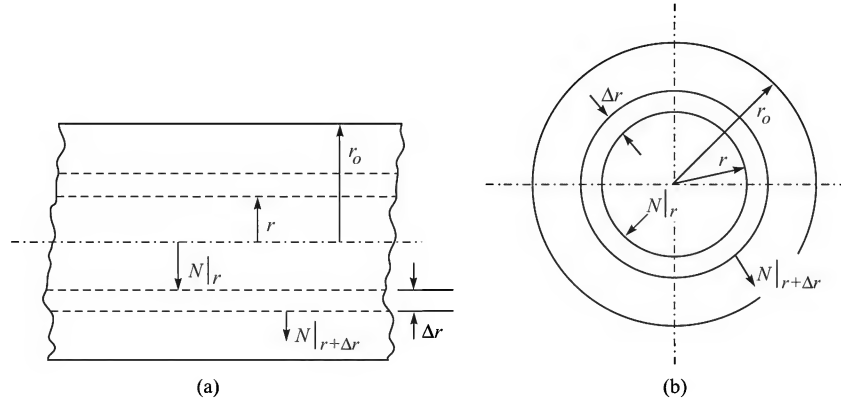 r_o
r
N|_r
N|_{r+Δr}
Δr
(a)
Δr
r_o
r
N|_r
N|_{r+Δr}
(b)